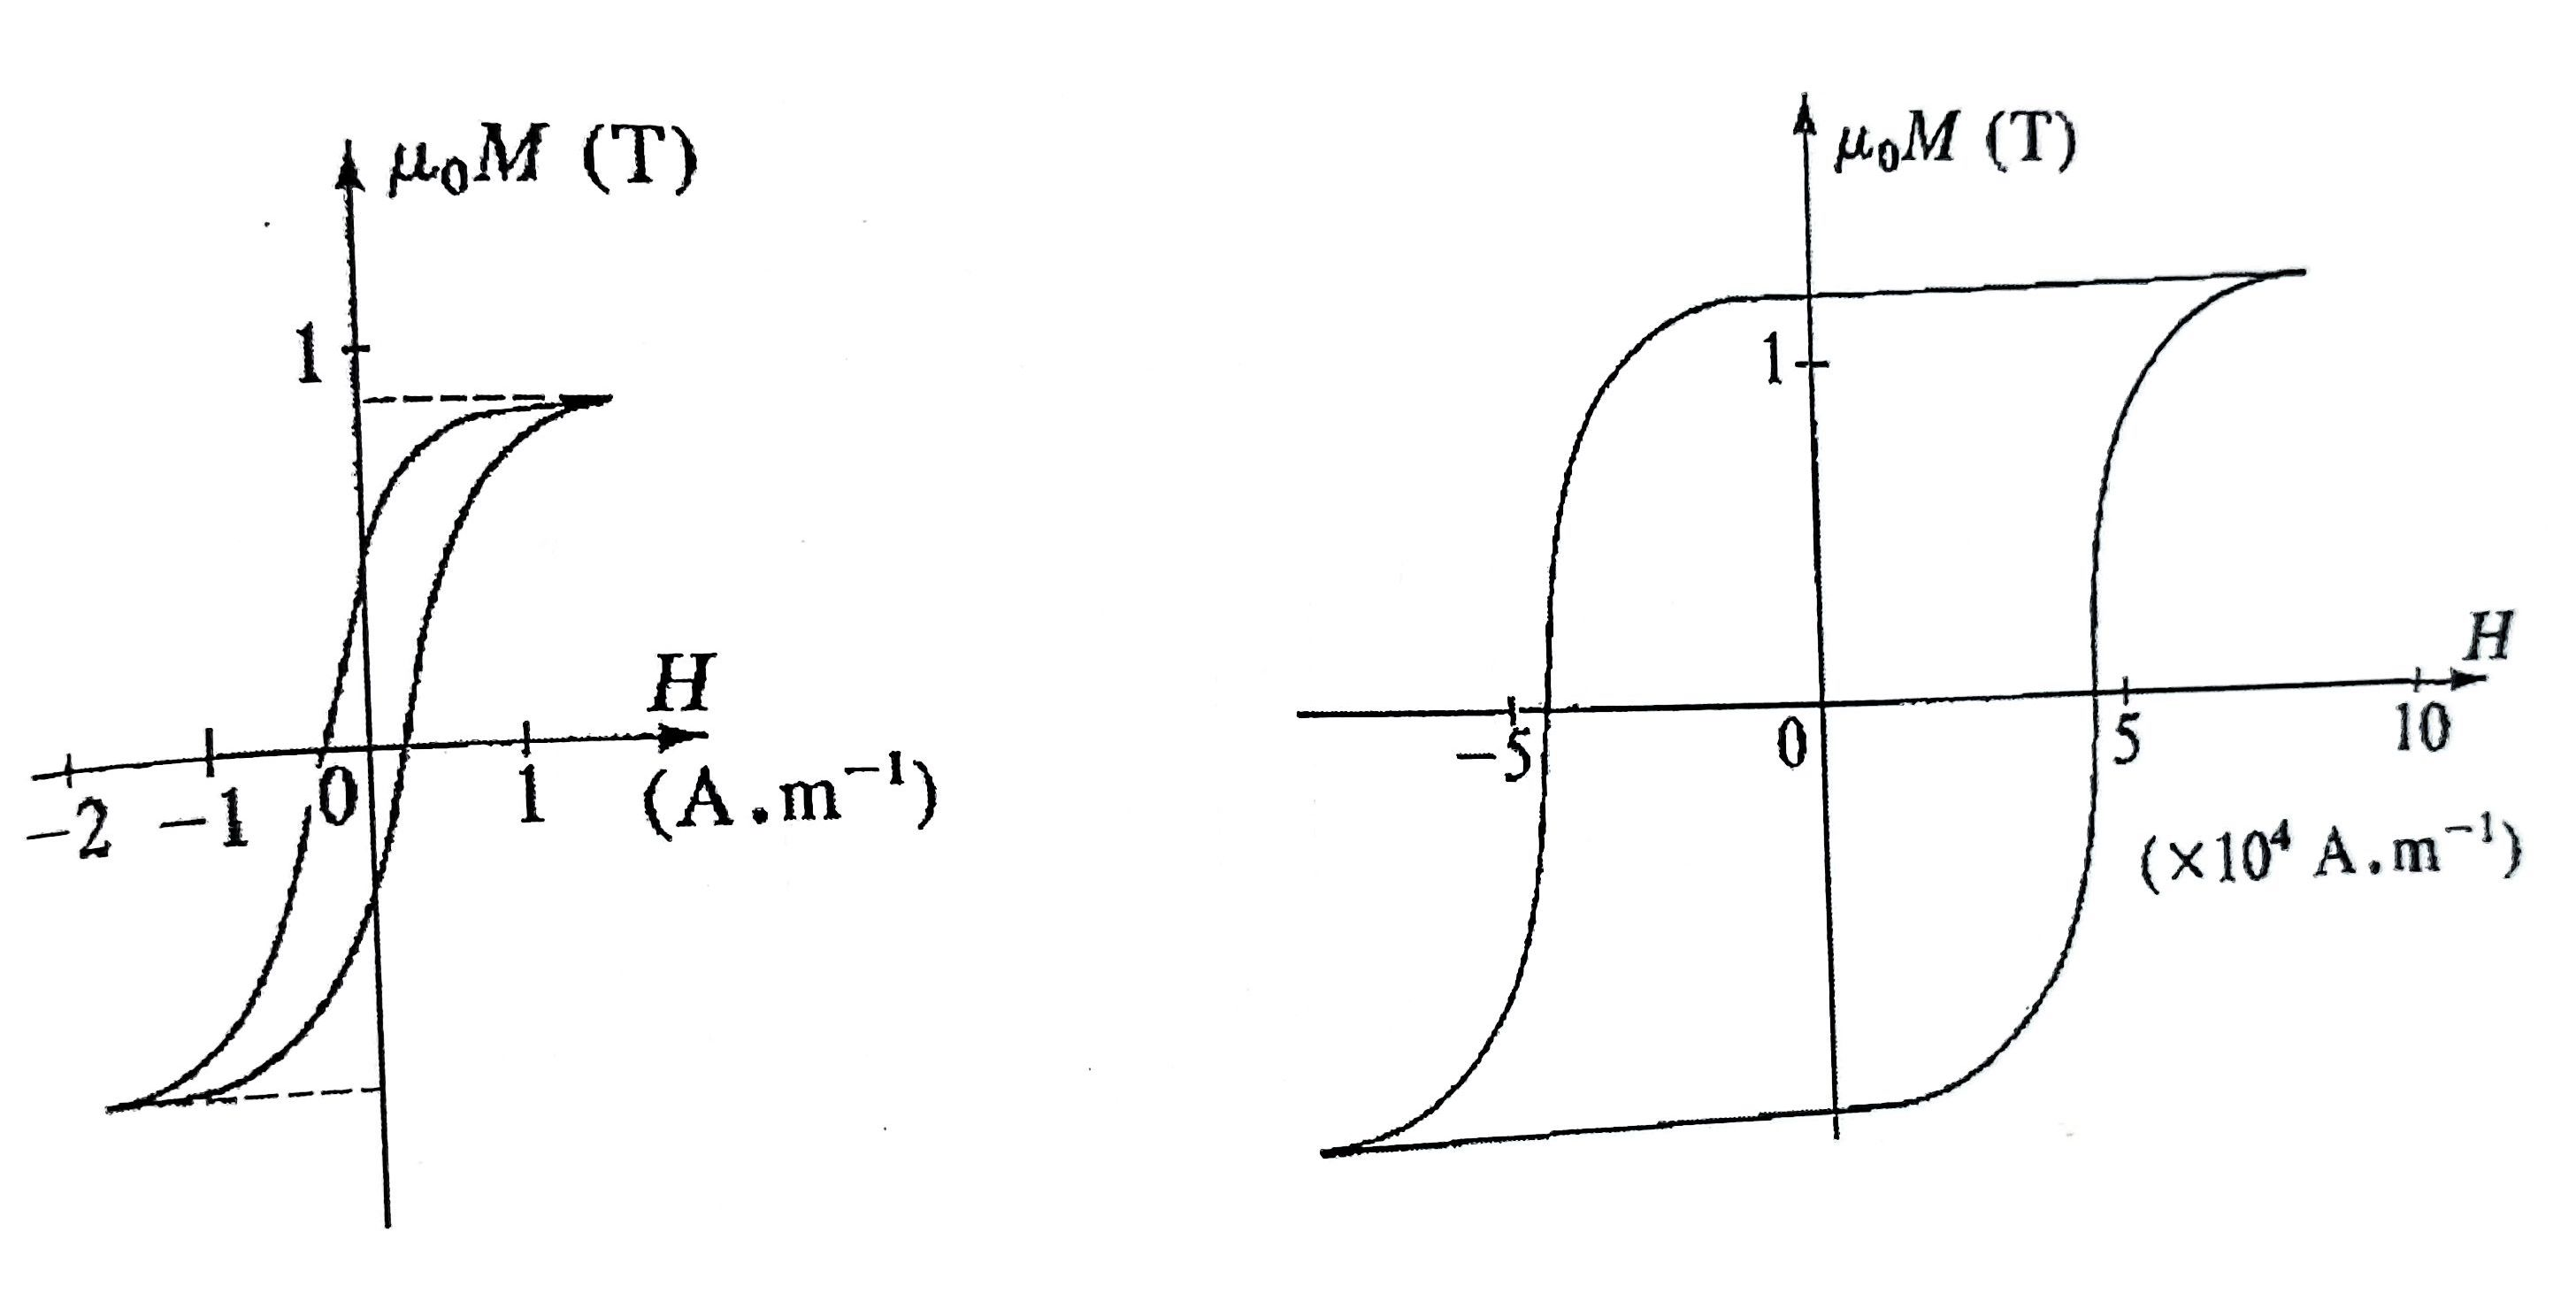 μ₀M (T)
1
H
-2 -1 0 1 (A.m⁻¹)
μ₀M (T)
1
H
-5 0 5 10
(×10⁴ A.m⁻¹)